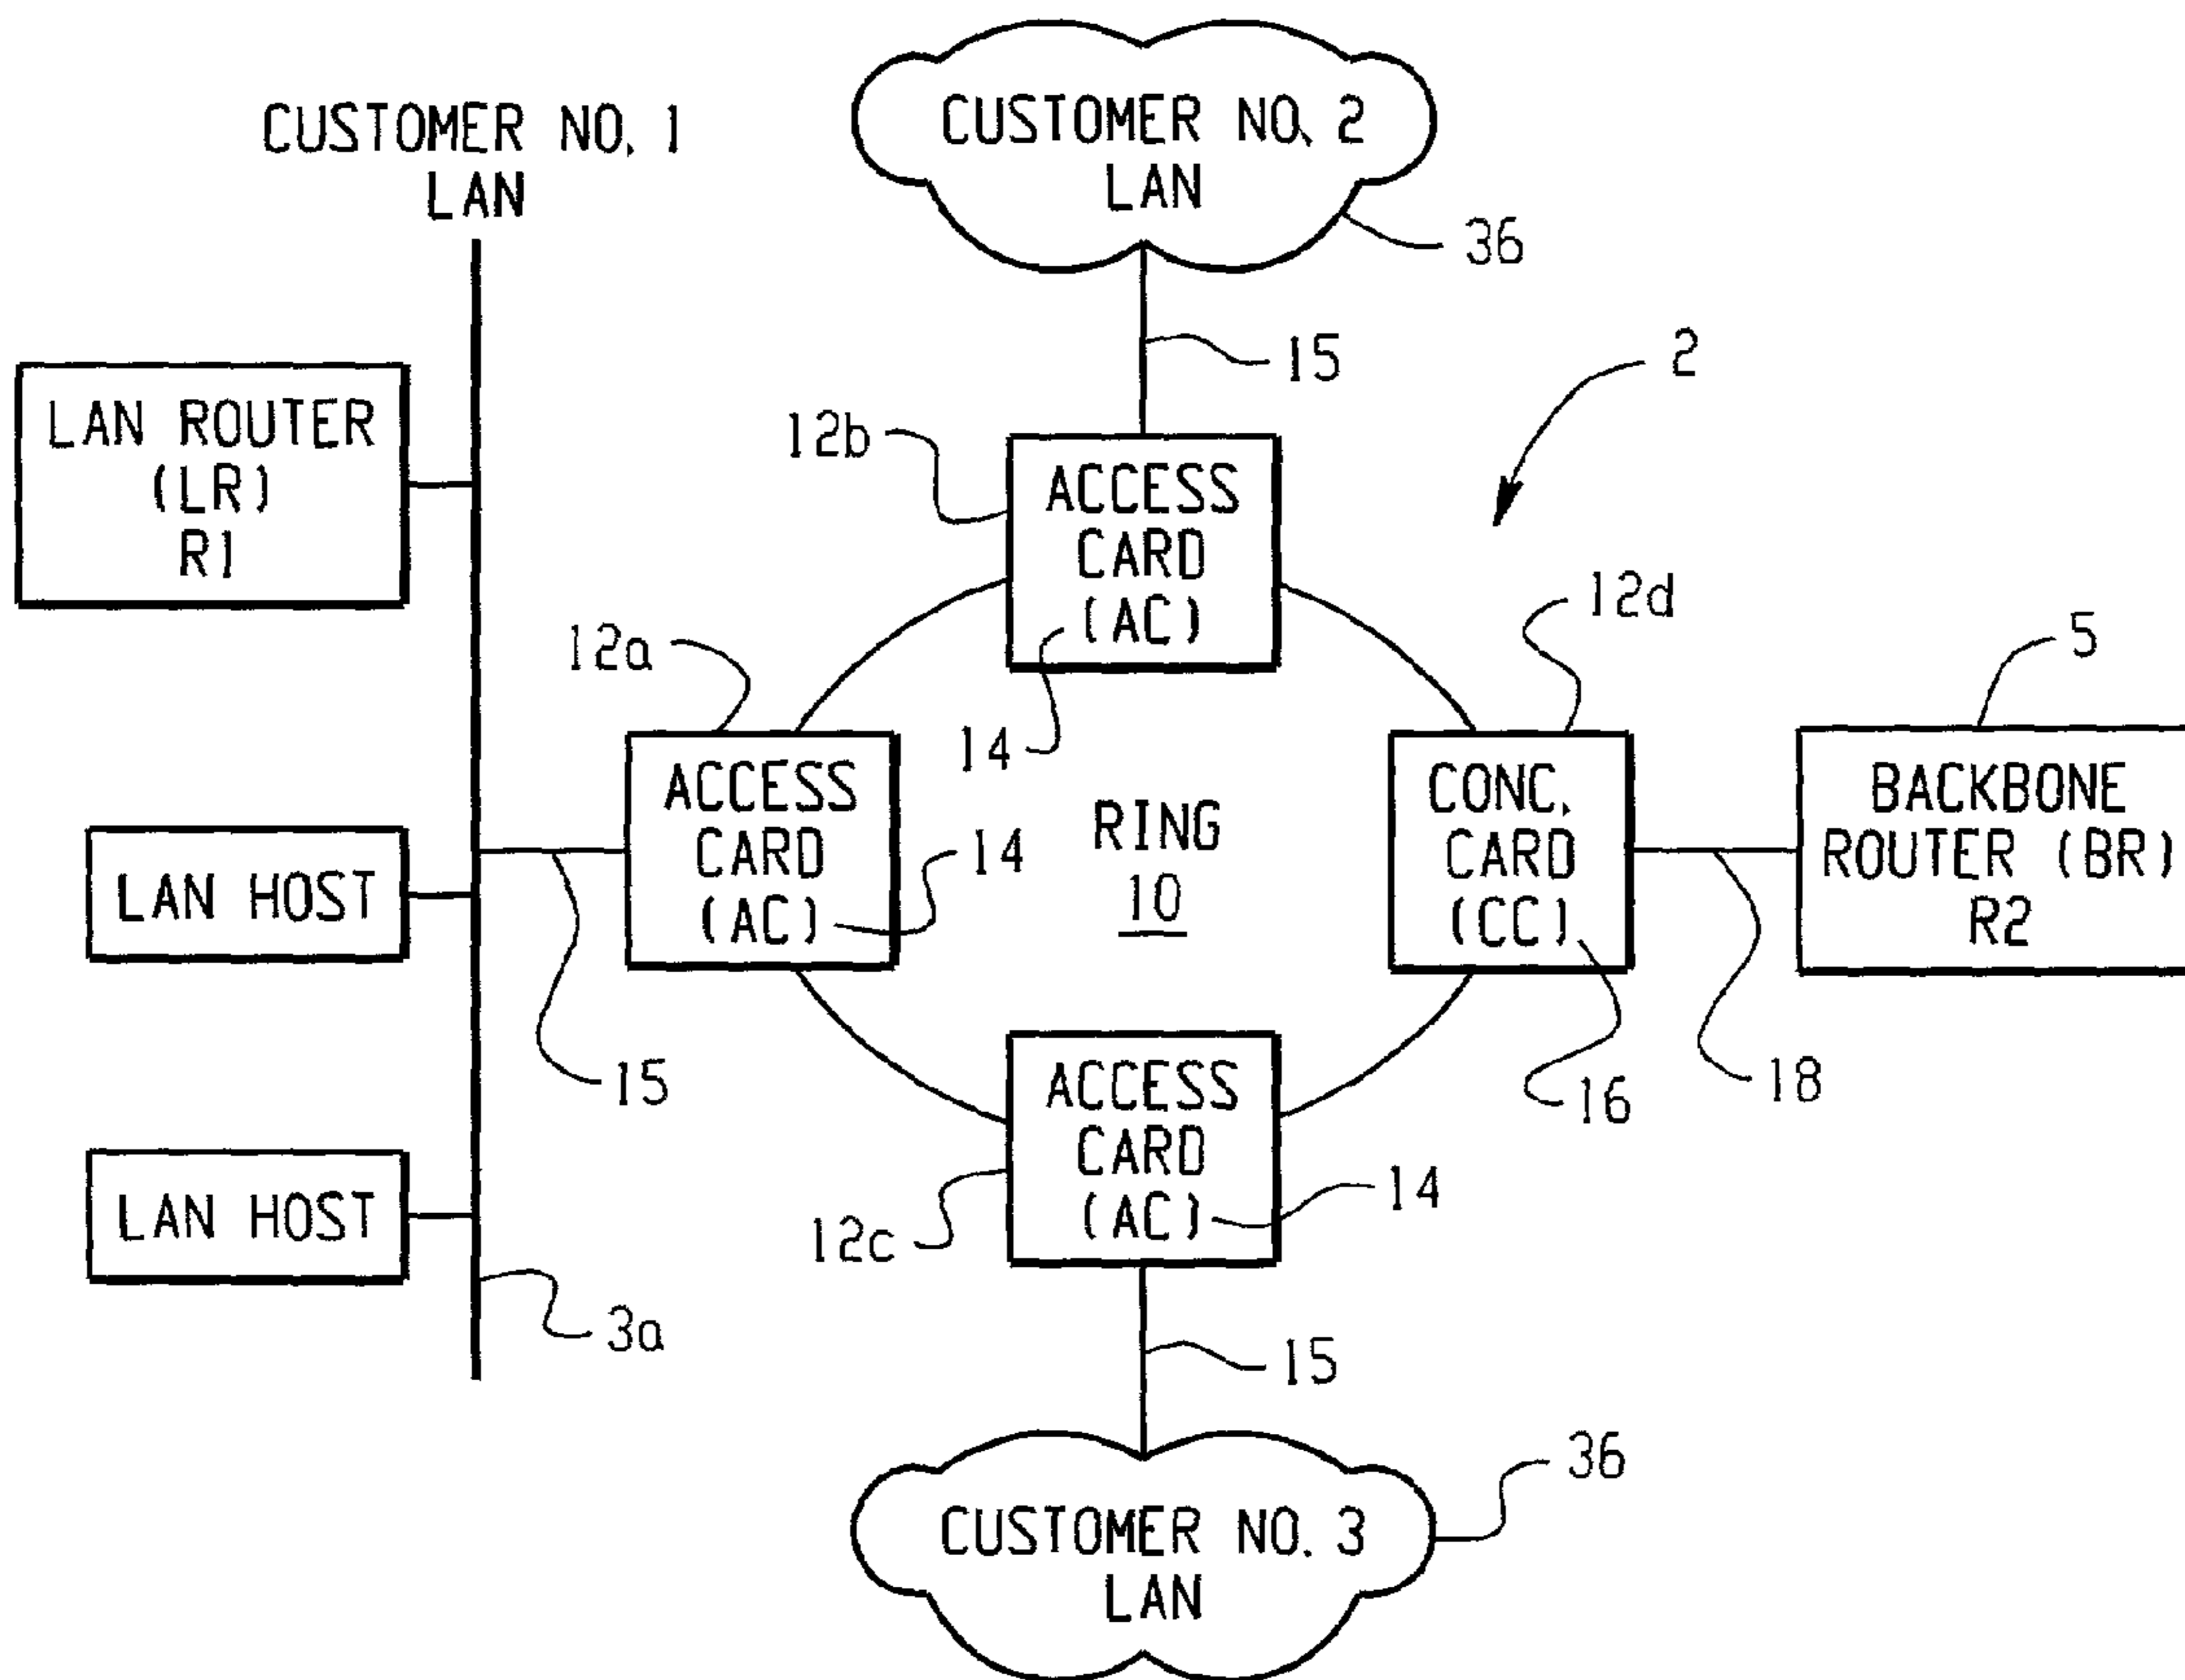 CUSTOMER NO. 1
LAN
CUSTOMER NO. 2
LAN
36
15
2
LAN ROUTER
(LR)
R1
12b
ACCESS
CARD
(AC)
14
12d
5
12a
ACCESS
CARD
(AC)
14
RING
10
CONC.
CARD
(CC)
16
BACKBONE
ROUTER (BR)
R2
18
LAN HOST
15
LAN HOST
3a
12c
ACCESS
CARD
(AC)
14
15
36
CUSTOMER NO. 3
LAN